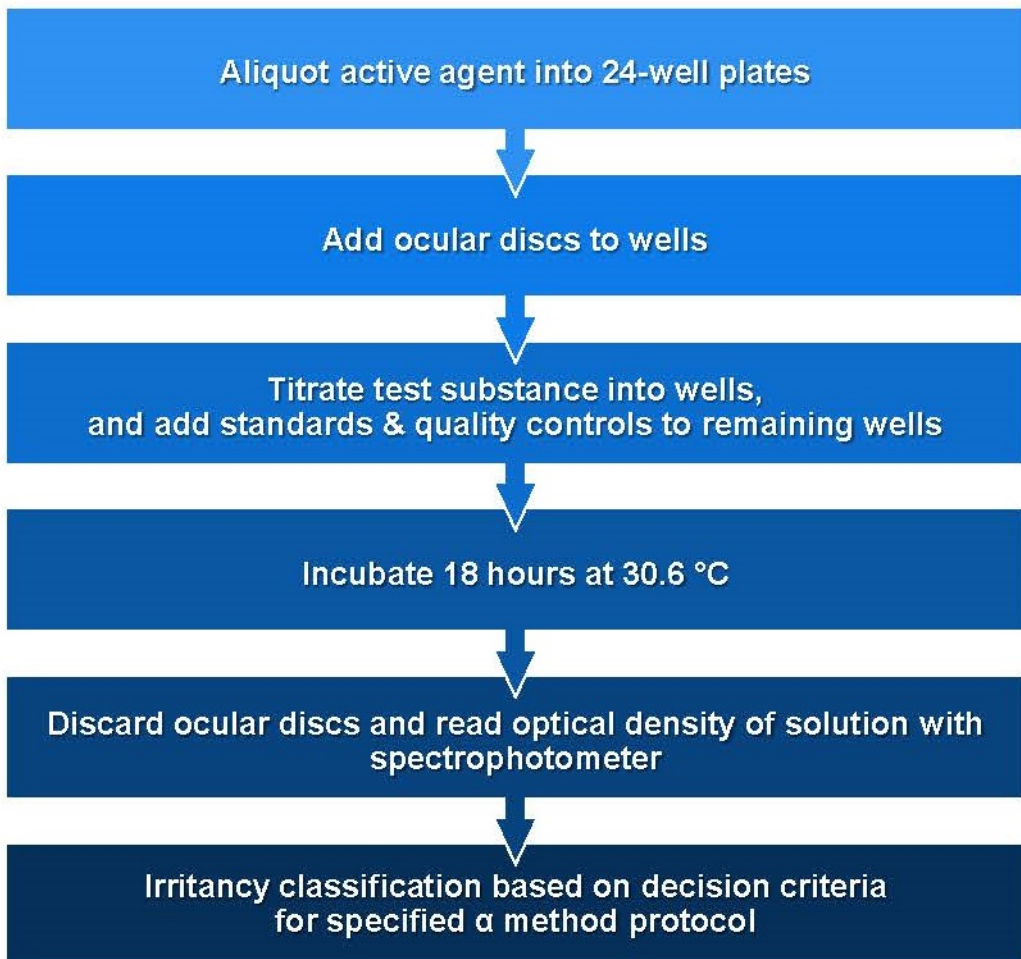 Aliquot active agent into 24-well plates
Add ocular discs to wells
Titrate test substance into wells,
and add standards & quality controls to remaining wells
Incubate 18 hours at 30.6 °C
Discard ocular discs and read optical density of solution with
spectrophotometer
Irritancy classification based on decision criteria
for specified α method protocol